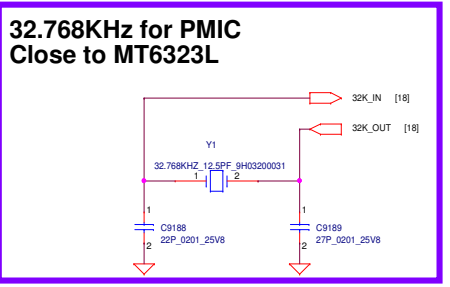 32.768KHz for PMIC
Close to MT6323L
32K_IN [18]
32K_OUT [18]
Y1
32.768KHZ_12.5PF_9H03200031
1 2
1 1
C9188 C9189
22P_0201_25V8 27P_0201_25V8
2 2